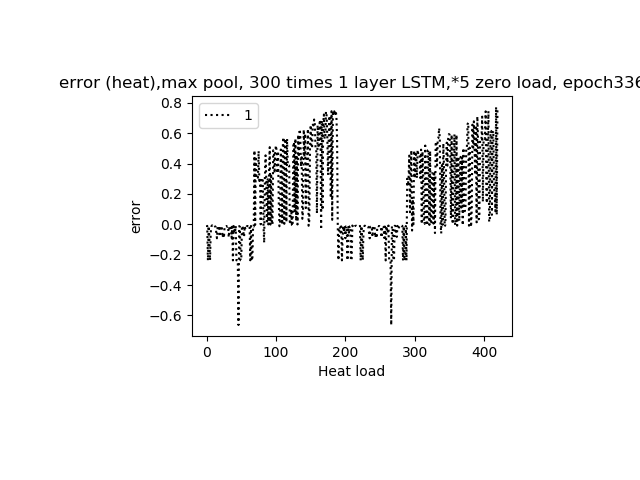 error (heat),max pool, 300 times 1 layer LSTM,*5 zero load, epoch336
1
0.8
0.6
0.4
0.2
0.0
−0.2
−0.4
−0.6
error
0 100 200 300 400
Heat load